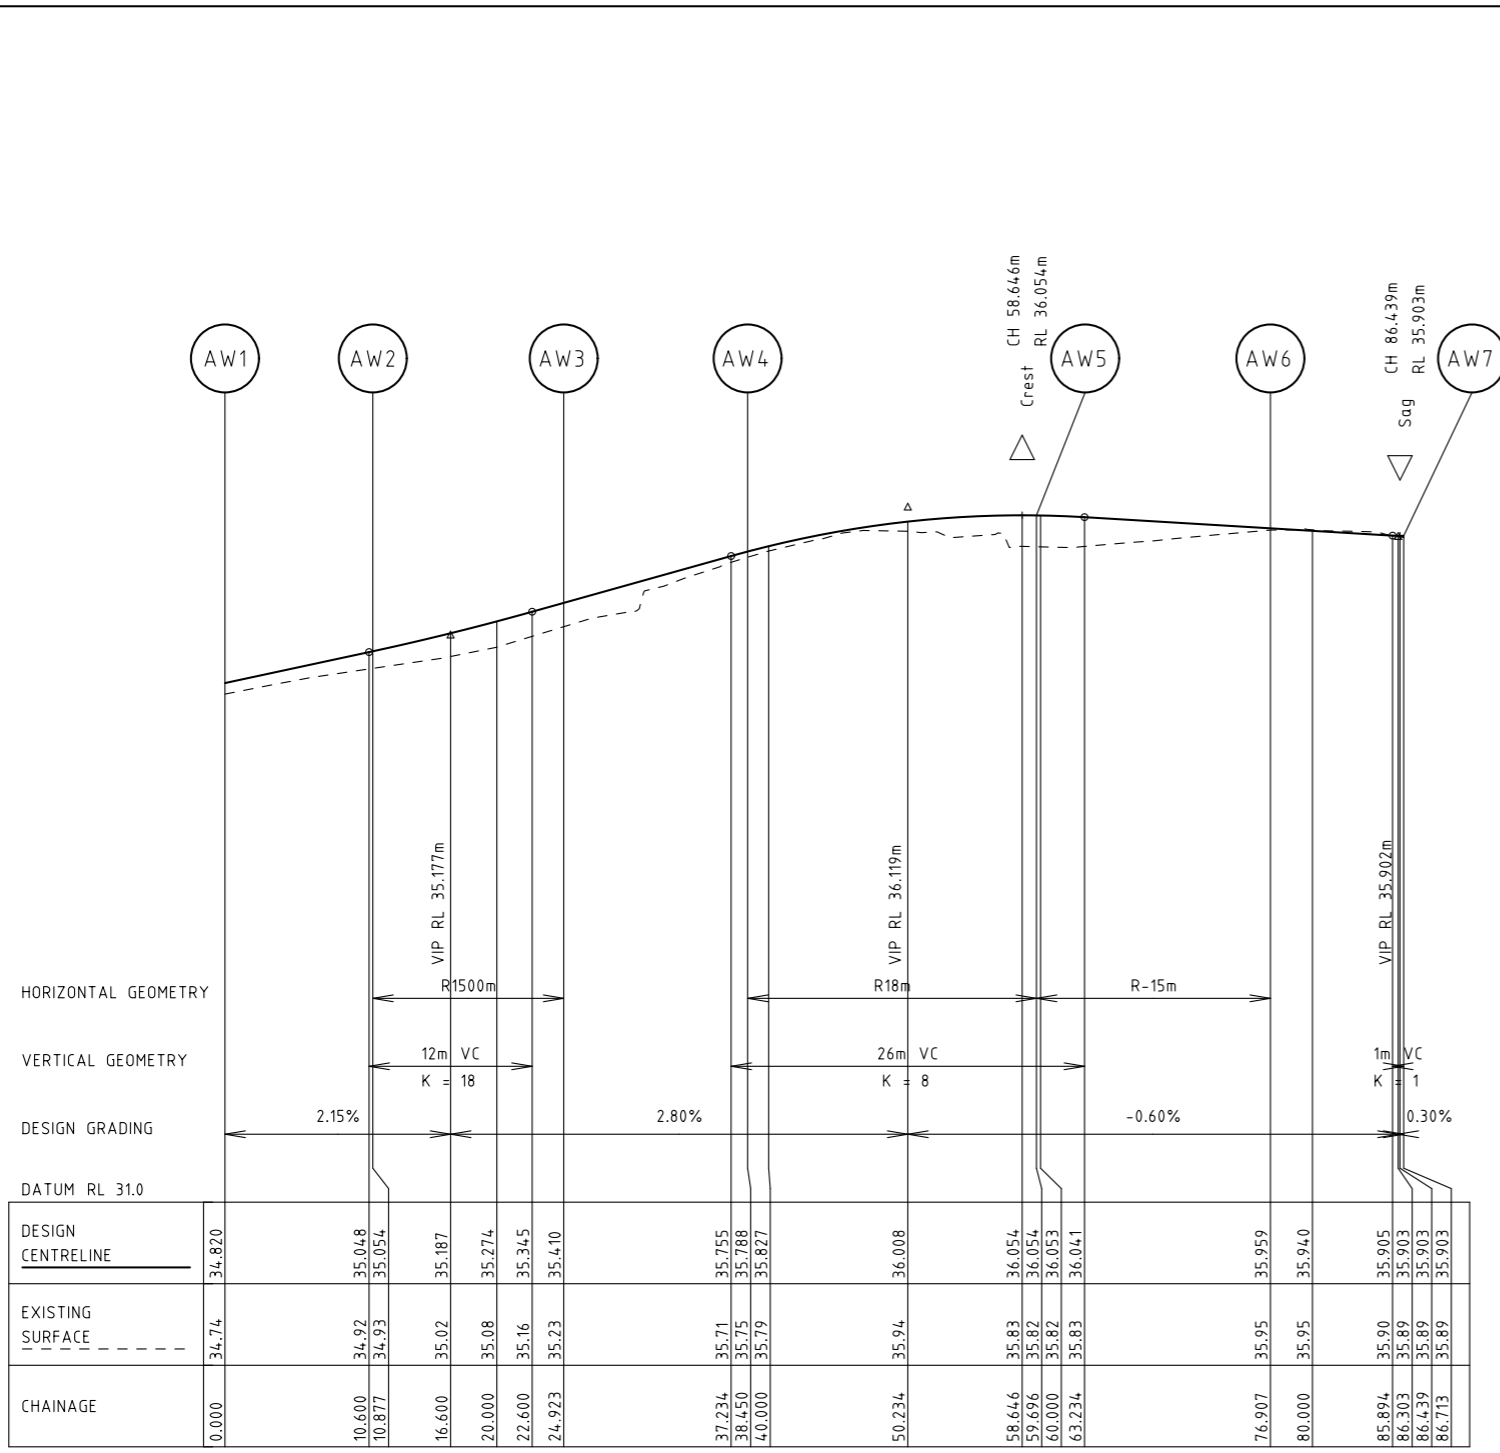 CH 58.646m
RL 36.054m
Crest
CH 86.439m
RL 35.903m
Sag
AW1
AW2
AW3
AW4
AW5
AW6
AW7
VIP RL 35.177m
VIP RL 36.119m
VIP RL 35.902m
HORIZONTAL GEOMETRY
R1500m
R18m
R-15m
VERTICAL GEOMETRY
12m VC
K = 18
26m VC
K = 8
1m VC
K = 1
DESIGN GRADING
2.15%
2.80%
-0.60%
0.30%
DATUM RL 31.0
DESIGN
CENTRELINE
34.820
35.048
35.054
35.187
35.274
35.345
35.410
35.755
35.788
35.827
36.008
36.054
36.054
36.053
36.041
35.959
35.940
35.905
35.903
35.903
35.903
EXISTING
SURFACE
34.74
34.92
34.93
35.02
35.08
35.16
35.23
35.71
35.75
35.79
35.94
35.83
35.82
35.82
35.83
35.95
35.95
35.90
35.89
35.89
35.89
CHAINAGE
0.000
10.600
10.877
16.600
20.000
22.600
24.923
37.234
38.450
40.000
50.234
58.646
59.696
60.000
63.234
76.907
80.000
85.894
86.303
86.439
86.713